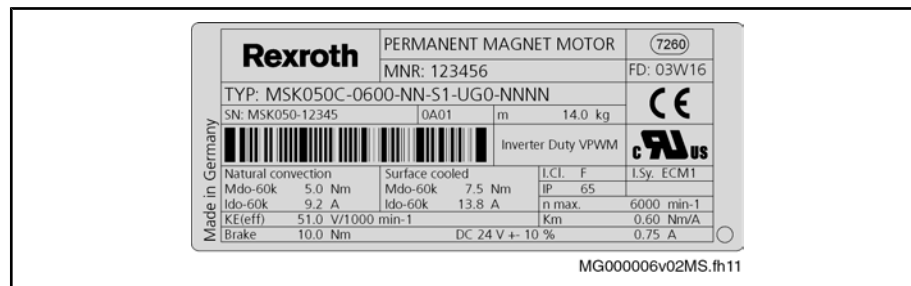 Rexroth
PERMANENT MAGNET MOTOR
7260
MNR: 123456
FD: 03W16
TYP: MSK050C-0600-NN-S1-UG0-NNNN
CE
SN: MSK050-12345 0A01 m 14.0 kg
Made in Germany
Inverter Duty VPWM
c RU US
Natural convection Surface cooled I.Cl. F I.Sy. ECM1
Mdo-60k 5.0 Nm Mdo-60k 7.5 Nm IP 65
Ido-60k 9.2 A Ido-60k 13.8 A n max. 6000 min-1
KE(eff) 51.0 V/1000 min-1 Km 0.60 Nm/A
Brake 10.0 Nm DC 24 V +- 10 % 0.75 A
MG000006v02MS.fh11